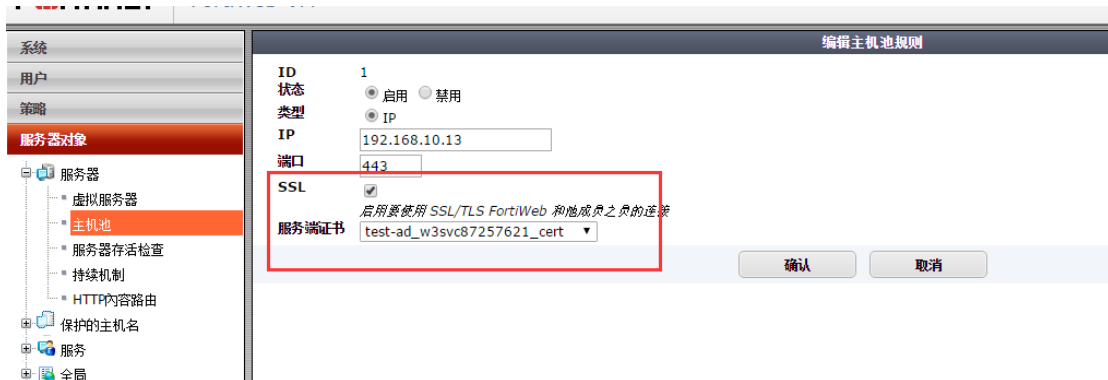 系统
用户
策略
服务器对象
服务器
虚拟服务器
主机池
服务器存活检查
持续机制
HTTP内容路由
保护的主机名
服务
全局
编辑主机池规则
ID 1
状态 启用 禁用
类型 IP
IP 192.168.10.13
端口 443
SSL
启用要使用 SSL/TLS FortiWeb 和池成员之员的连接
服务端证书 test-ad_w3svc87257621_cert
确认 取消